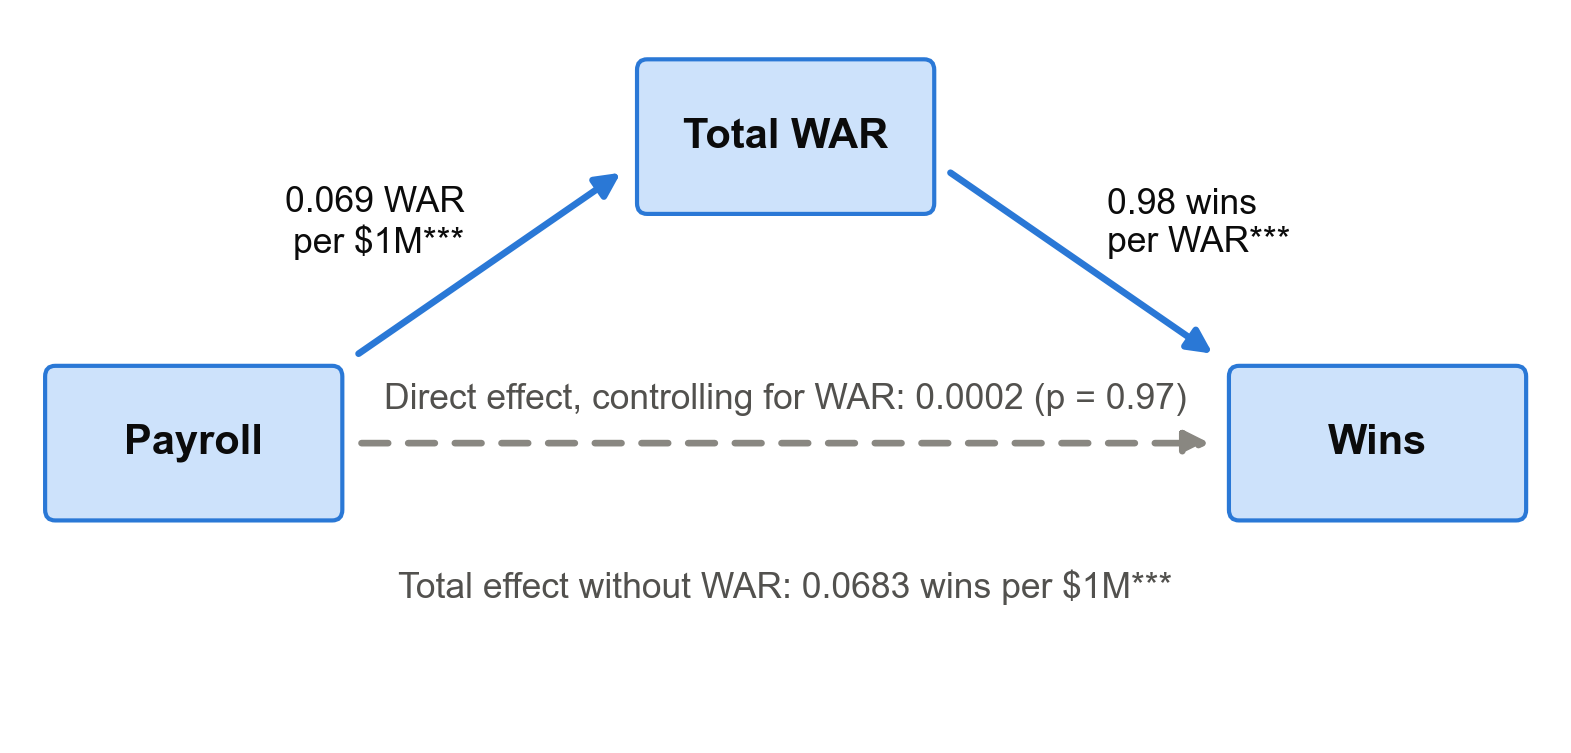 Total WAR
0.069 WAR
per $1M***
0.98 wins
per WAR***
Direct effect, controlling for WAR: 0.0002 (p = 0.97)
Payroll
Wins
Total effect without WAR: 0.0683 wins per $1M***